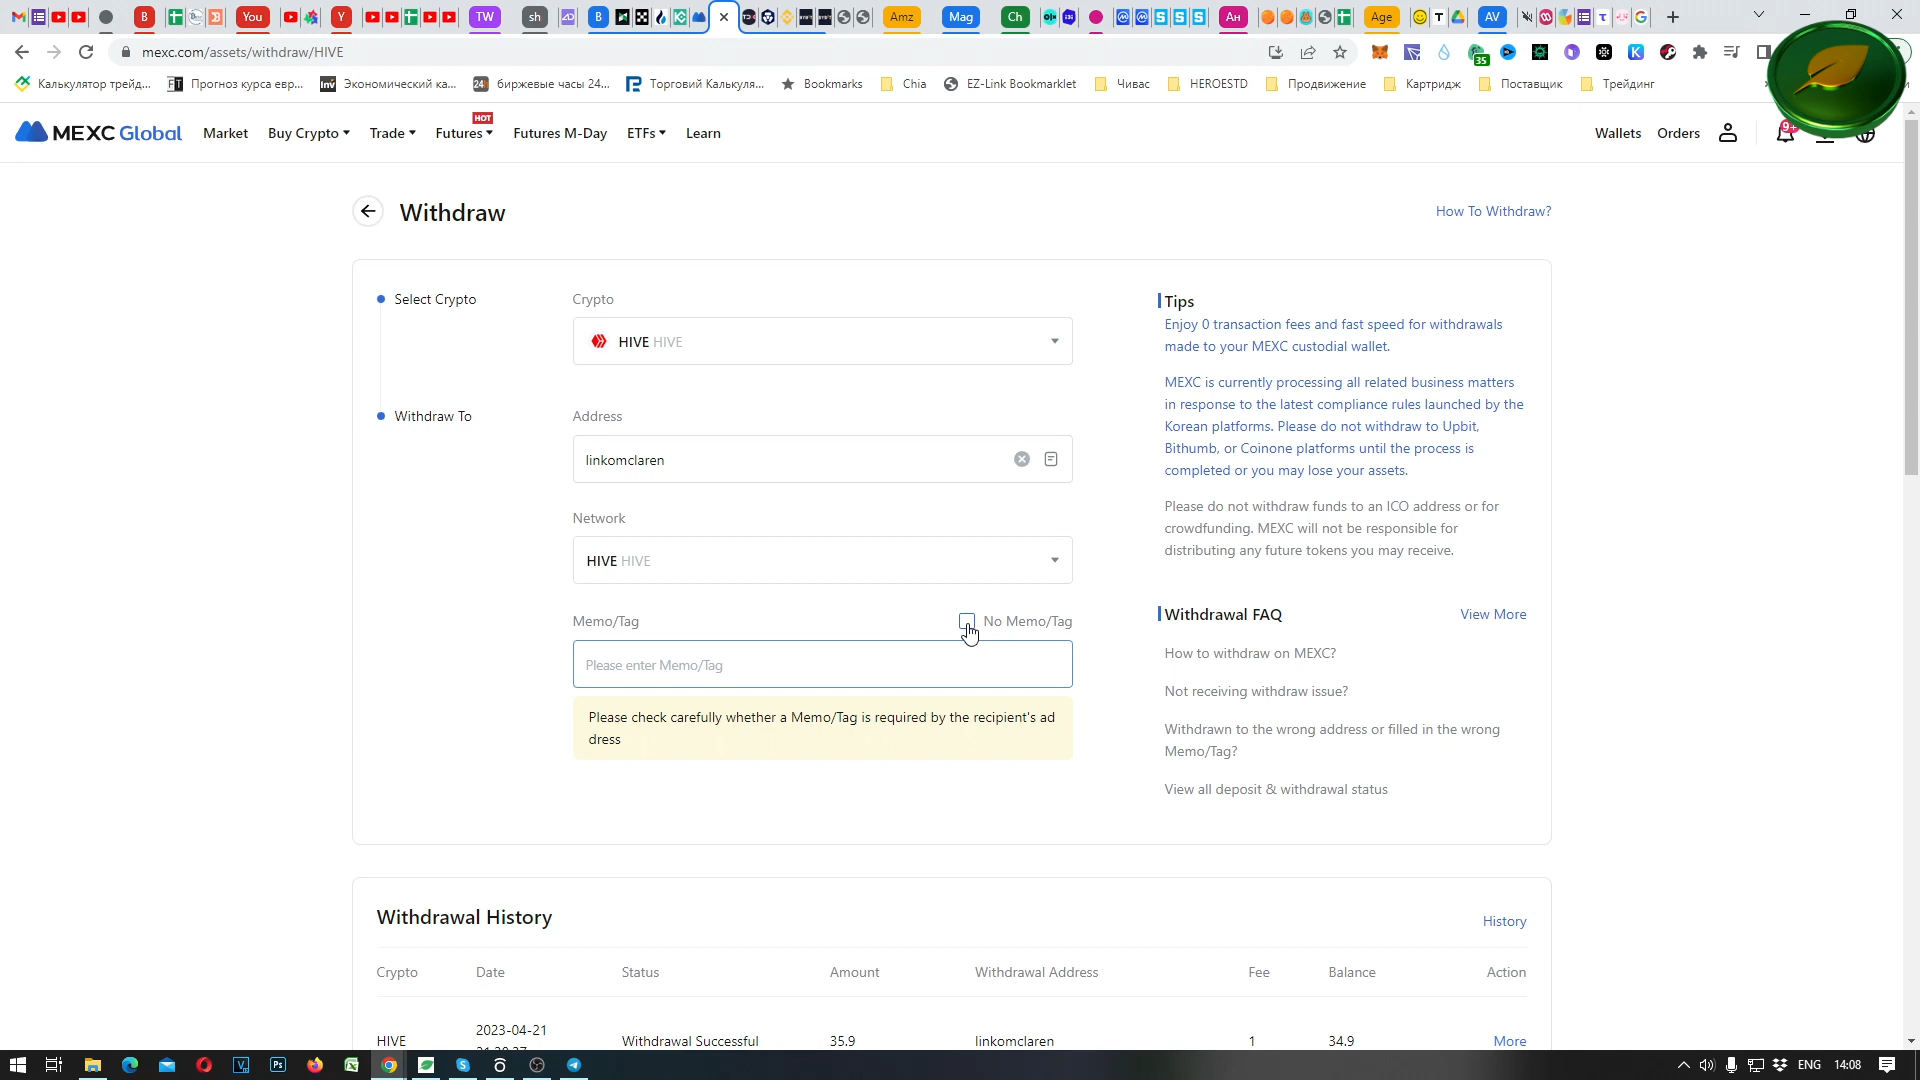 B
You
Y
TW
sh
B
Amz
Mag
Ch
Ан
Age
AV
mexc.com/assets/withdraw/HIVE
35
Калькулятор трейд...
Прогноз курса евр...
Экономический ка...
биржевые часы 24...
Торговий Калькуля...
Bookmarks
Chia
EZ-Link Bookmarklet
Чивас
HEROESTD
Продвижение
Картридж
Поставщик
Трейдинг
MEXC Global
Market
Buy Crypto
Trade
HOT
Futures
Futures M-Day
ETFs
Learn
Wallets
Orders
9+
Withdraw
How To Withdraw?
Select Crypto
Crypto
HIVE HIVE
Withdraw To
Address
linkomclaren
Network
HIVE HIVE
Memo/Tag
No Memo/Tag
Please enter Memo/Tag
Please check carefully whether a Memo/Tag is required by the recipient's ad
dress
Tips
Enjoy 0 transaction fees and fast speed for withdrawals
made to your MEXC custodial wallet.
MEXC is currently processing all related business matters
in response to the latest compliance rules launched by the
Korean platforms. Please do not withdraw to Upbit,
Bithumb, or Coinone platforms until the process is
completed or you may lose your assets.
Please do not withdraw funds to an ICO address or for
crowdfunding. MEXC will not be responsible for
distributing any future tokens you may receive.
Withdrawal FAQ
View More
How to withdraw on MEXC?
Not receiving withdraw issue?
Withdrawn to the wrong address or filled in the wrong
Memo/Tag?
View all deposit & withdrawal status
Withdrawal History
History
Crypto
Date
Status
Amount
Withdrawal Address
Fee
Balance
Action
HIVE
2023-04-21
Withdrawal Successful
35.9
linkomclaren
1
34.9
More
ENG
14:08